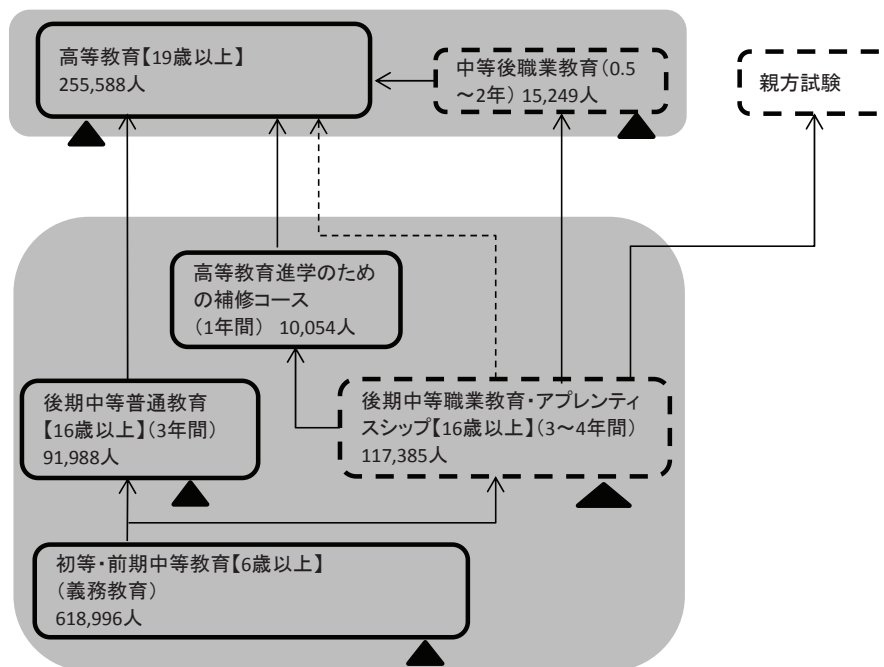 高等教育【19歳以上】
255,588人
中等後職業教育(0.5
～2年) 15,249人
親方試験
高等教育進学のため
の補修コース
(1年間) 10,054人
後期中等普通教育
【16歳以上】(3年間)
91,988人
後期中等職業教育・アプレンティ
スシップ【16歳以上】(3～4年間)
117,385人
初等・前期中等教育【6歳以上】
(義務教育)
618,996人